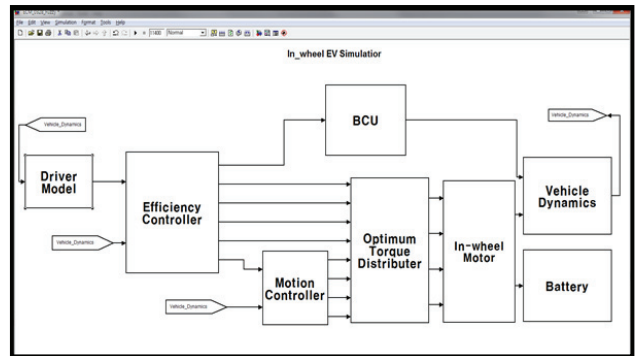 File Edit View Simulation Format Tools Help
11800 Normal
In_wheel EV Simulatior
Vehicle_Dynamics
BCU
Vehicle_Dynamics
Driver
Model
Efficiency
Controller
Vehicle
Dynamics
Optimum
Torque
Distributer
In-wheel
Motor
Vehicle_Dynamics
Motion
Controller
Battery
Vehicle_Dynamics